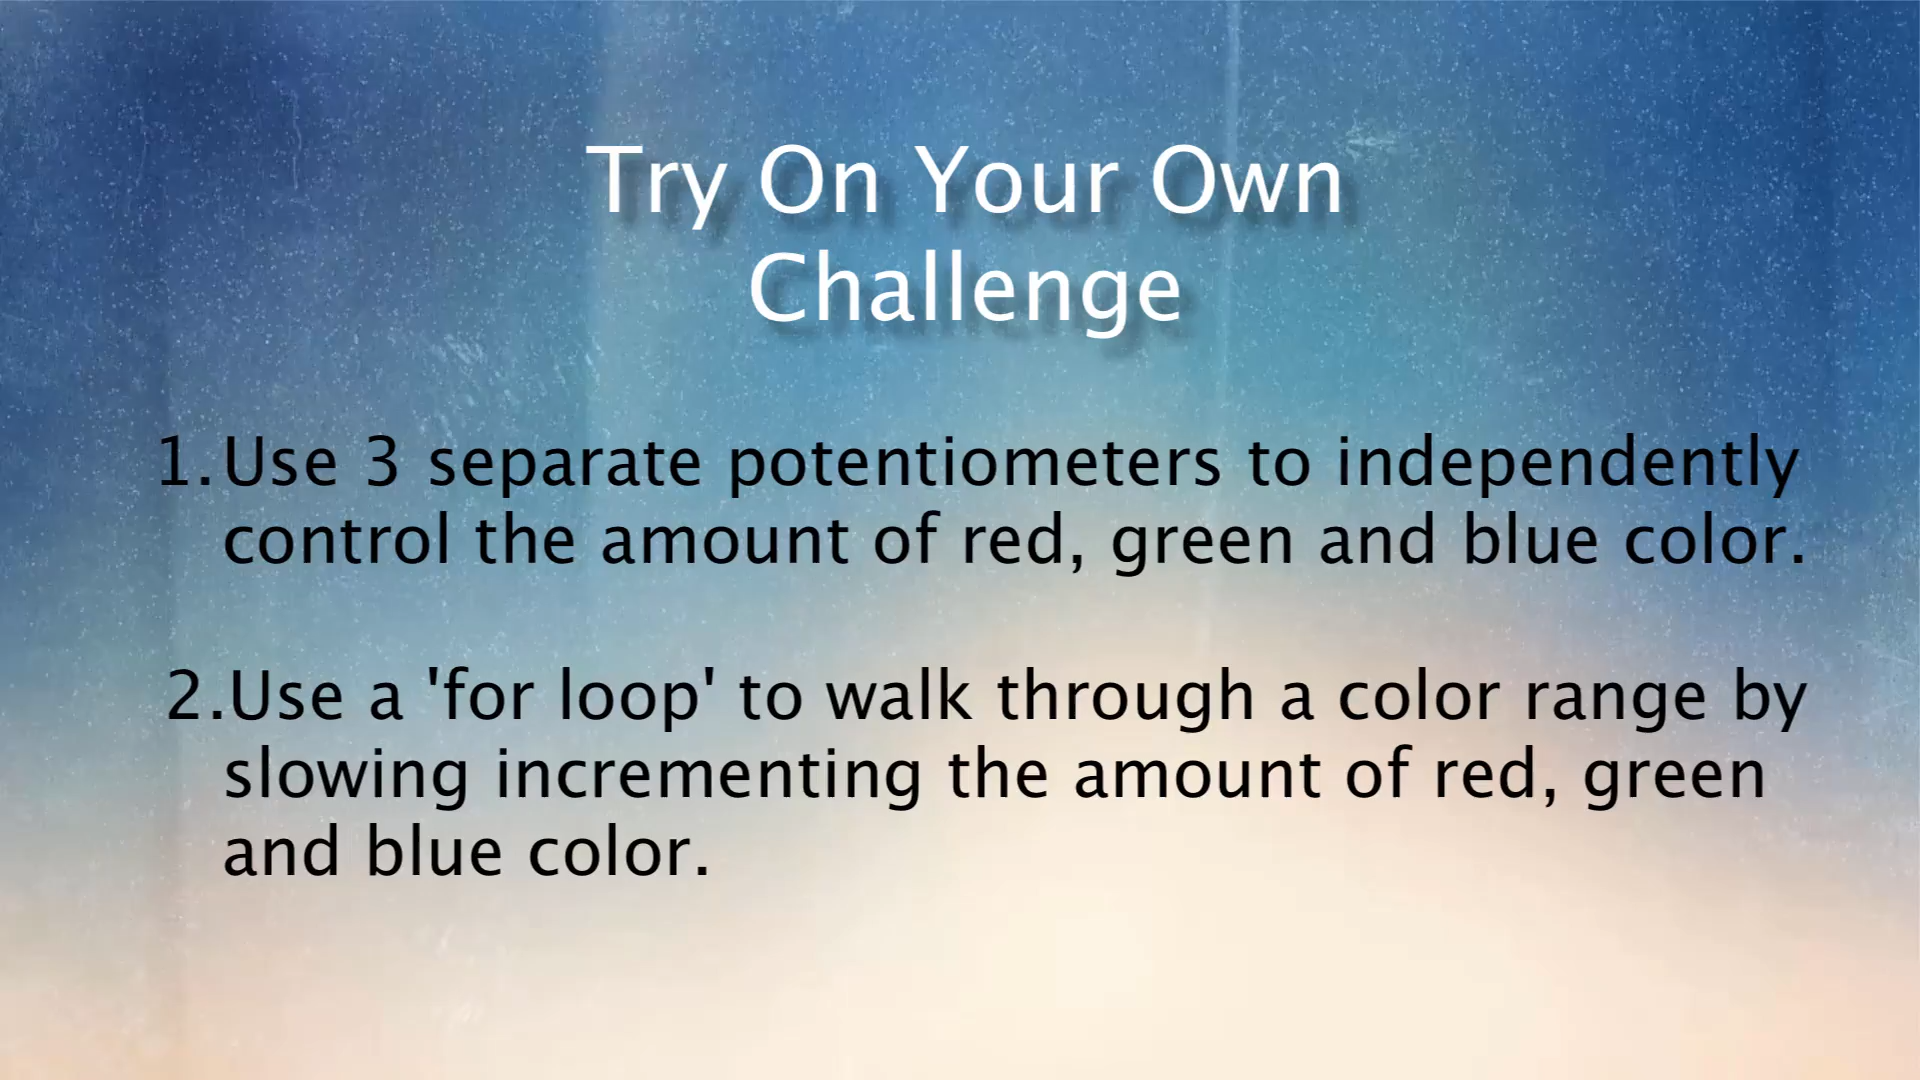 Try On Your Own
Challenge
1.Use 3 separate potentiometers to independently
control the amount of red, green and blue color.
2.Use a 'for loop' to walk through a color range by
slowing incrementing the amount of red, green
and blue color.